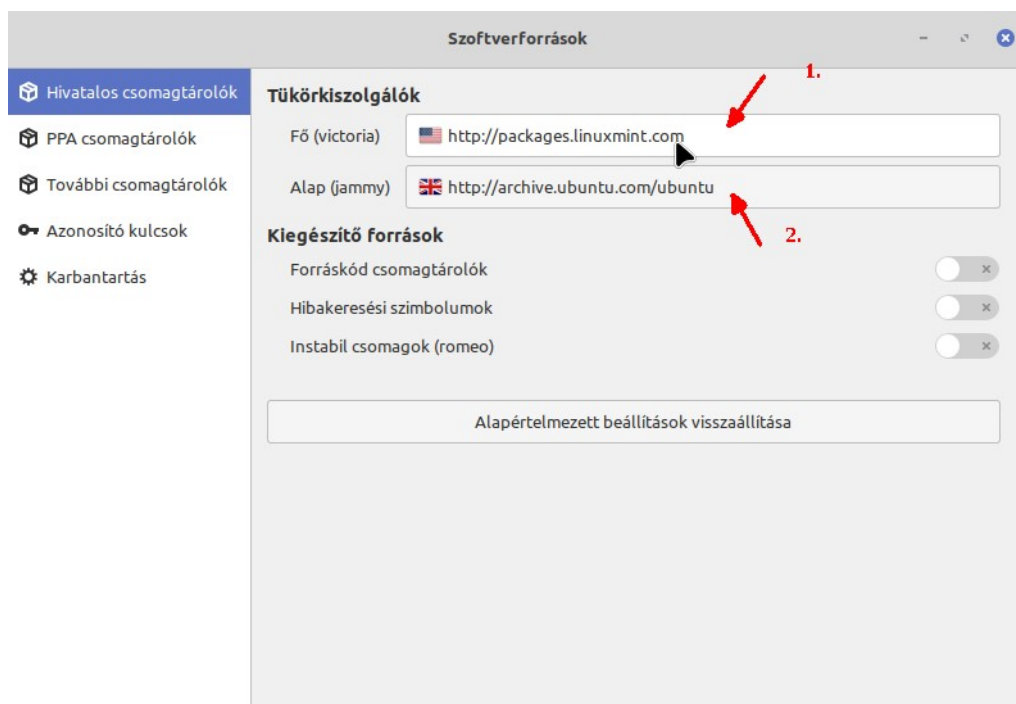 Szoftverforrások
Hivatalos csomagtárolók
PPA csomagtárolók
További csomagtárolók
Azonosító kulcsok
Karbantartás
Tükörkiszolgálók
1.
Fő (victoria) http://packages.linuxmint.com
Alap (jammy) http://archive.ubuntu.com/ubuntu
2.
Kiegészítő források
Forráskód csomagtárolók
Hibakeresési szimbolumok
Instabil csomagok (romeo)
Alapértelmezett beállítások visszaállítása